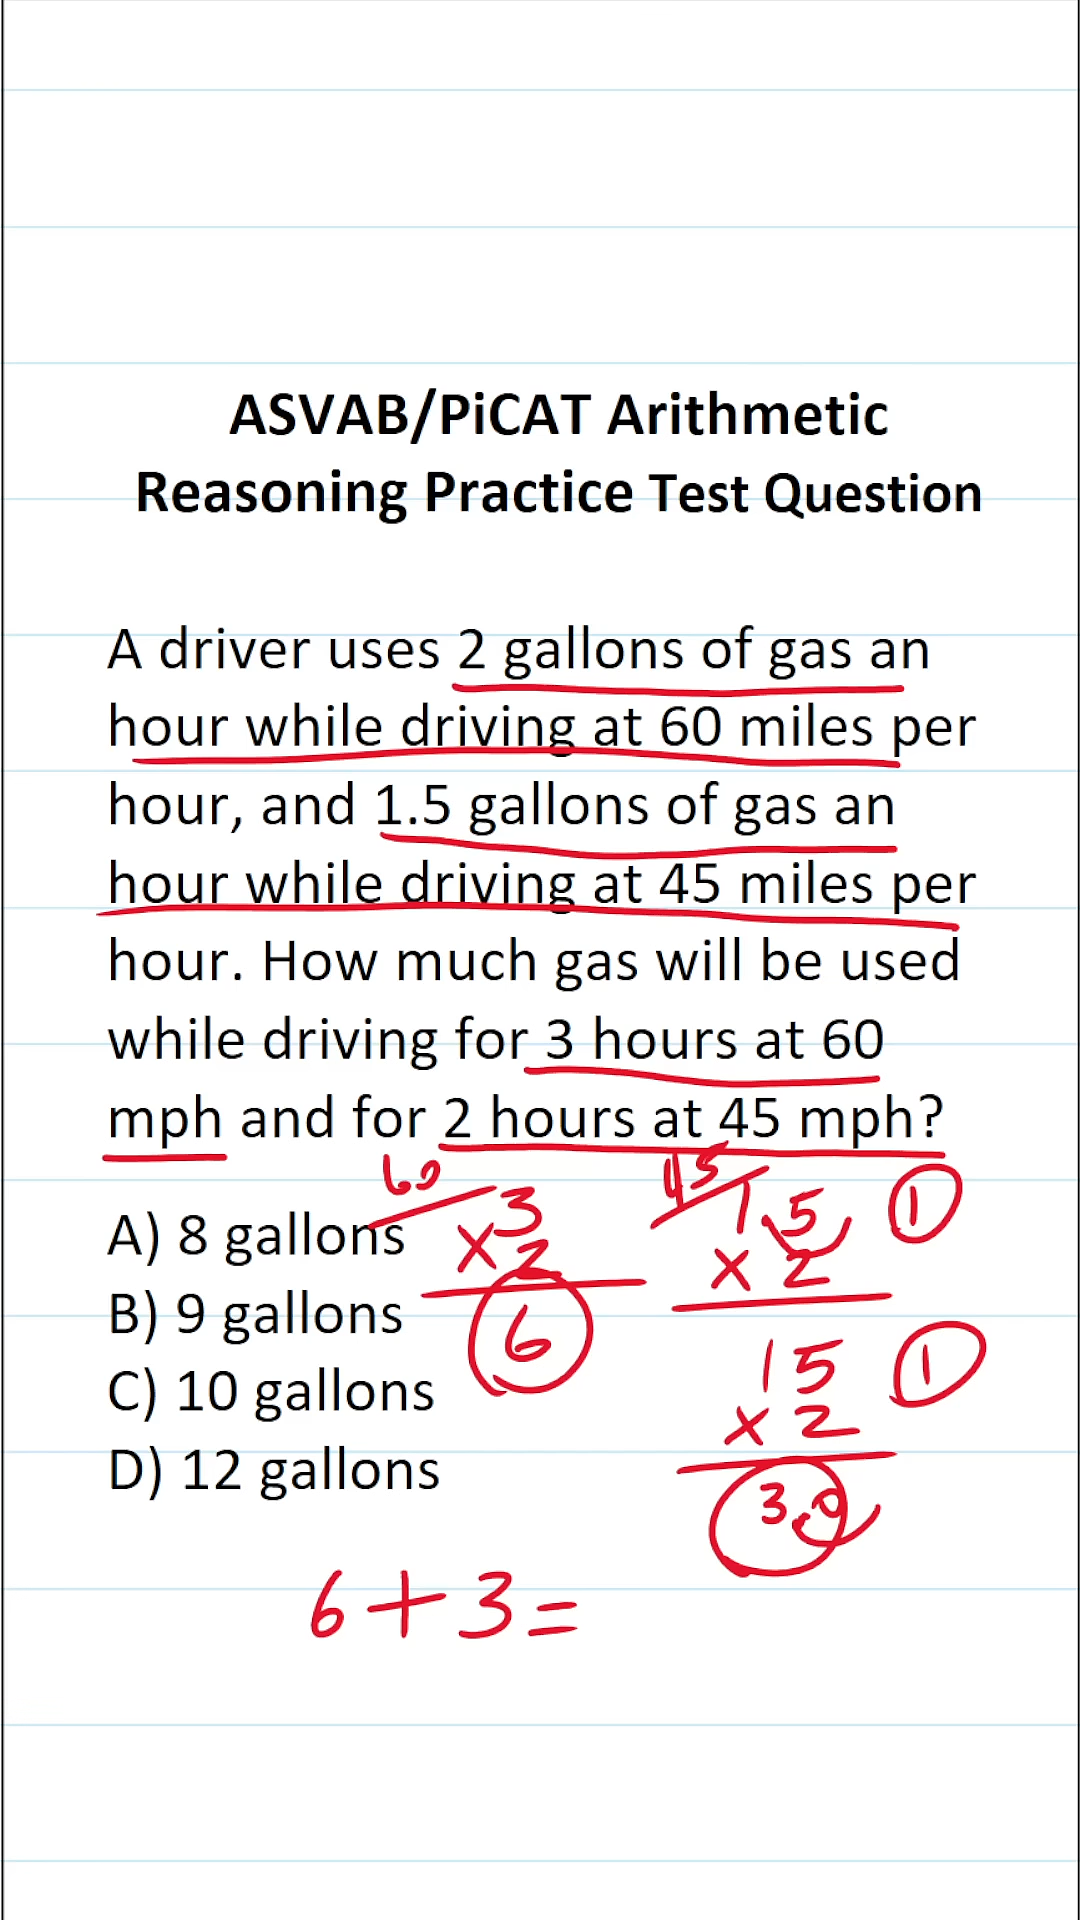 ASVAB/PiCAT Arithmetic
Reasoning Practice Test Question
A driver uses 2 gallons of gas an
hour while driving at 60 miles per
hour, and 1.5 gallons of gas an
hour while driving at 45 miles per
hour. How much gas will be used
while driving for 3 hours at 60
mph and for 2 hours at 45 mph?
A) 8 gallons
B) 9 gallons
C) 10 gallons
D) 12 gallons
60
3
× 2
6
45
1.5 1
× 2
15 1
× 2
3.0
6 + 3 =